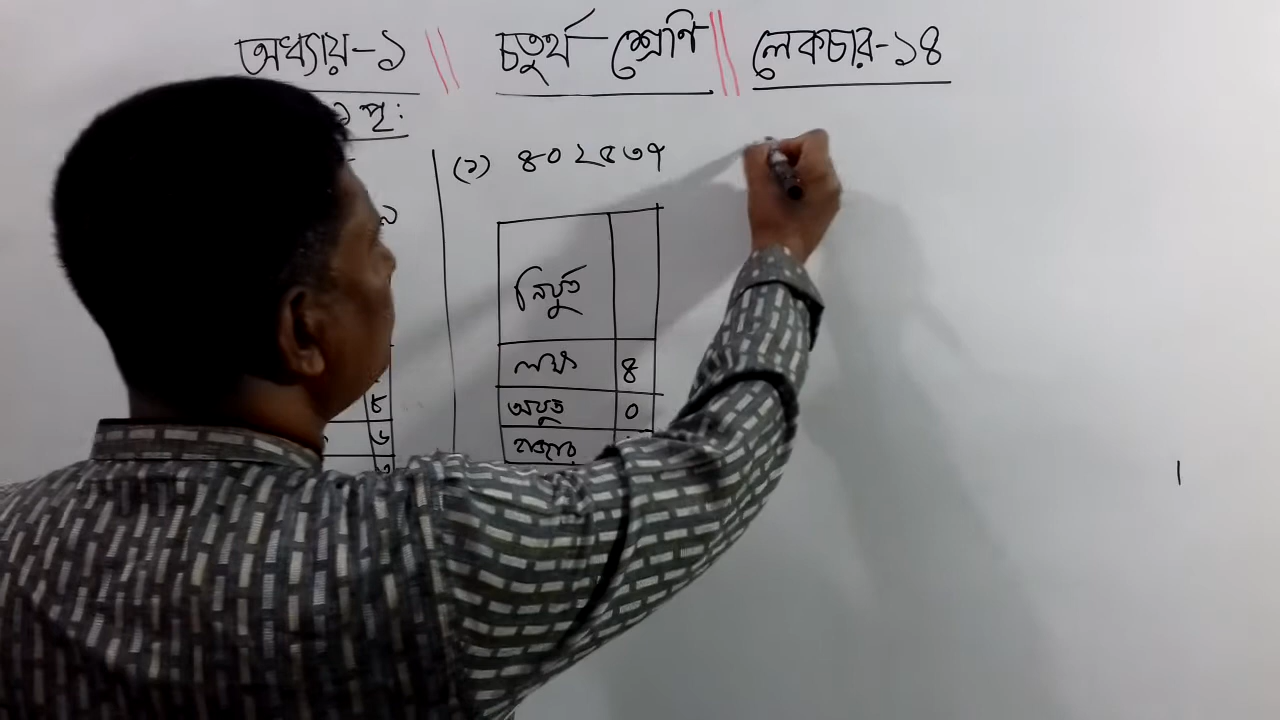 অধ্যায়-১ || চতুর্থ শ্রেণি || লেকচার-১৪
পৃ:
(১) ৪০২৫৩৭
নিযুত
লক্ষ ৪
অযুত ০
হাজার